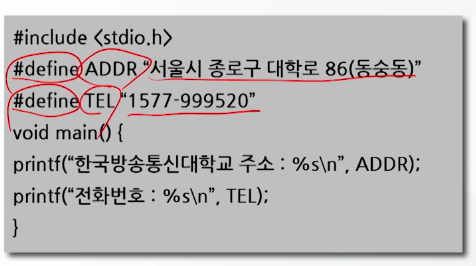 #include <stdio.h>
#define ADDR “서울시 종로구 대학로 86(동숭동)”
#define TEL “1577-999520”
void main() {
printf(“한국방송통신대학교 주소 : %s\n”, ADDR);
printf(“전화번호 : %s\n”, TEL);
}